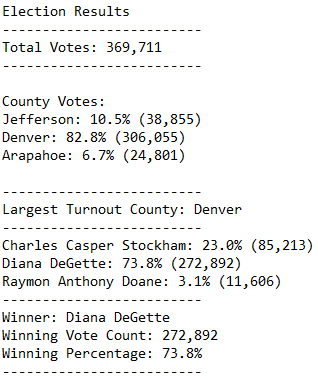 Election Results
-------------------------
Total Votes: 369,711
-------------------------
County Votes:
Jefferson: 10.5% (38,855)
Denver: 82.8% (306,055)
Arapahoe: 6.7% (24,801)
-------------------------
Largest Turnout County: Denver
-------------------------
Charles Casper Stockham: 23.0% (85,213)
Diana DeGette: 73.8% (272,892)
Raymon Anthony Doane: 3.1% (11,606)
-------------------------
Winner: Diana DeGette
Winning Vote Count: 272,892
Winning Percentage: 73.8%
-------------------------